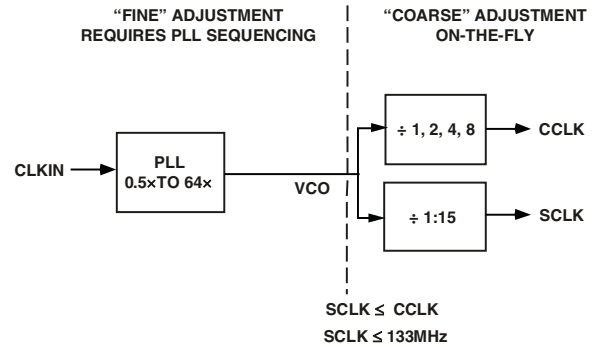 “FINE” ADJUSTMENT
REQUIRES PLL SEQUENCING
“COARSE” ADJUSTMENT
ON-THE-FLY
CLKIN
PLL
0.5×TO 64×
VCO
÷ 1, 2, 4, 8
CCLK
÷ 1:15
SCLK
SCLK ≤ CCLK
SCLK ≤ 133MHz